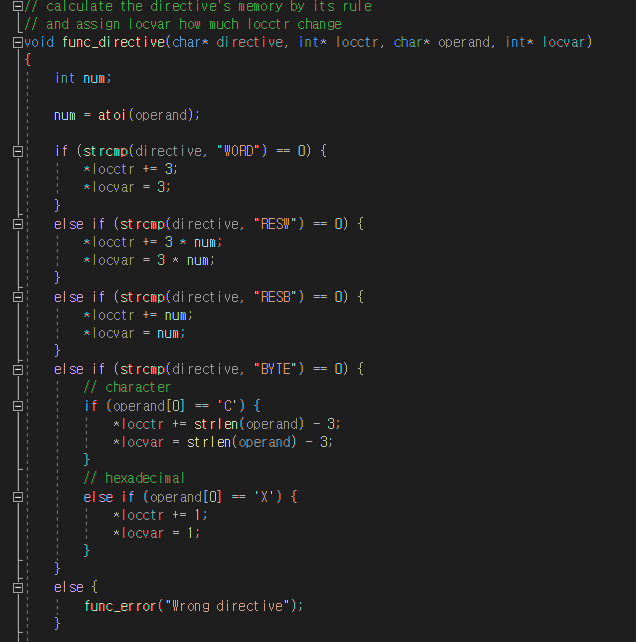 // calculate the directive's memory by its rule
// and assign locvar how much locctr change
void func_directive(char* directive, int* locctr, char* operand, int* locvar)
{
    int num;

    num = atoi(operand);

    if (strcmp(directive, "WORD") == 0) {
        *locctr += 3;
        *locvar = 3;
    }
    else if (strcmp(directive, "RESW") == 0) {
        *locctr += 3 * num;
        *locvar = 3 * num;
    }
    else if (strcmp(directive, "RESB") == 0) {
        *locctr += num;
        *locvar = num;
    }
    else if (strcmp(directive, "BYTE") == 0) {
        // character
        if (operand[0] == 'C') {
            *locctr += strlen(operand) - 3;
            *locvar = strlen(operand) - 3;
        }
        // hexadecimal
        else if (operand[0] == 'X') {
            *locctr += 1;
            *locvar = 1;
        }
    }
    else {
        func_error("Wrong directive");
    }